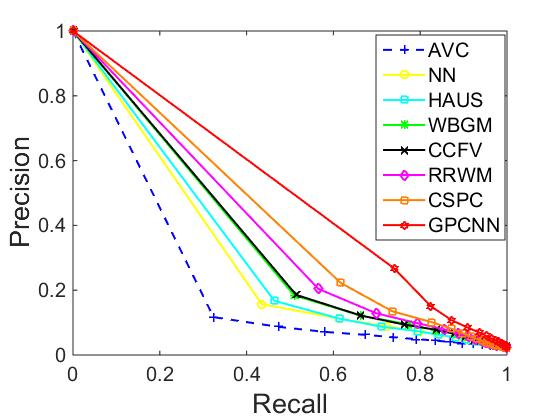 1
0.8
0.6
0.4
0.2
0
Precision
0
0.2
0.4
0.6
0.8
1
Recall
AVC
NN
HAUS
WBGM
CCFV
RRWM
CSPC
GPCNN